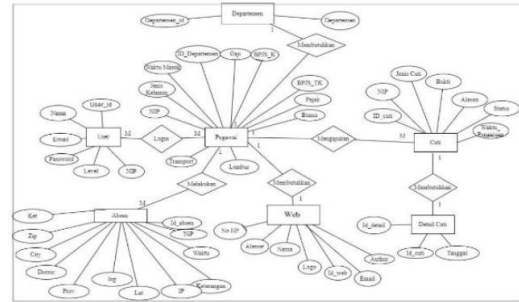 Departemen
Departemen_id
Departemen
Membutuhkan
ID_Departemen
Gaji
BPJS_K
Waktu Masuk
Jenis
Kelamin
BPJS_TK
Pajak
Bonus
NIP
Jenis Cuti
Bukti
NIP
Alasan
Status
ID_cuti
Waktu_
User_id
Nama
Email
Password
Level
NIP
User
M
Login
M
Pegawai
1
Mengajukan
M
Cuti
Transport
Lembur
1
1
1
Melakukan
Membutuhkan
Membutuhkan
M
1
1
Ket
Absen
Id_absen
NIP
Zip
City
Waktu
Prov
lng
Lat
IP
Keterangan
Web
No HP
Alamat
Nama
Logo
Id_web
Email
Author
Id_detail
Detail Cuti
Id_cuti
Tanggal